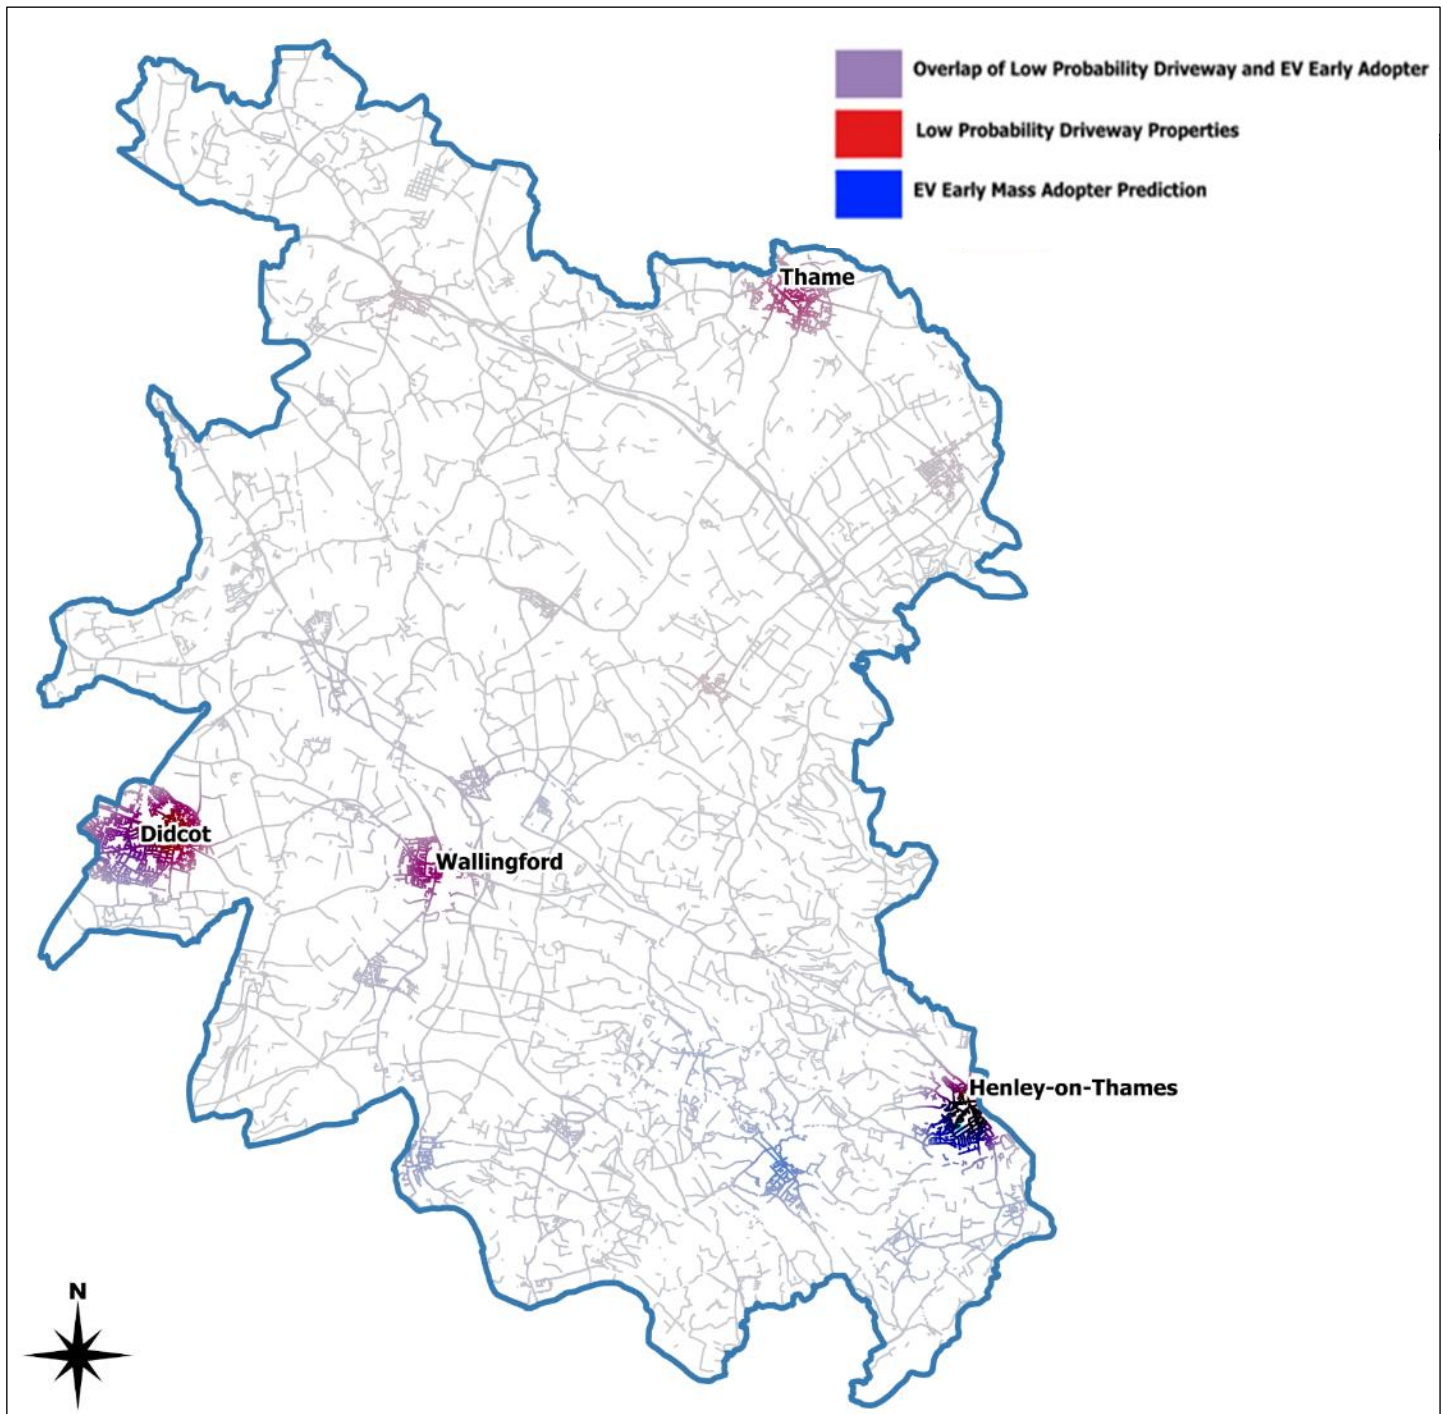 Overlap of Low Probability Driveway and EV Early Adopter
Low Probability Driveway Properties
EV Early Mass Adopter Prediction
Thame
Didcot
Wallingford
Henley-on-Thames
N